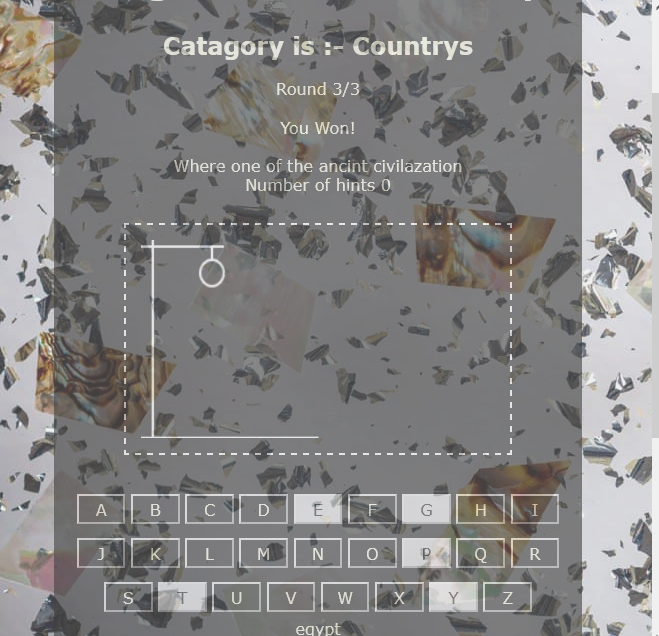 Catagory is :- Countrys
Round 3/3
You Won!
Where one of the ancint civilazation
Number of hints 0
A B C D E F G H I
J K L M N O P Q R
S T U V W X Y Z
egypt